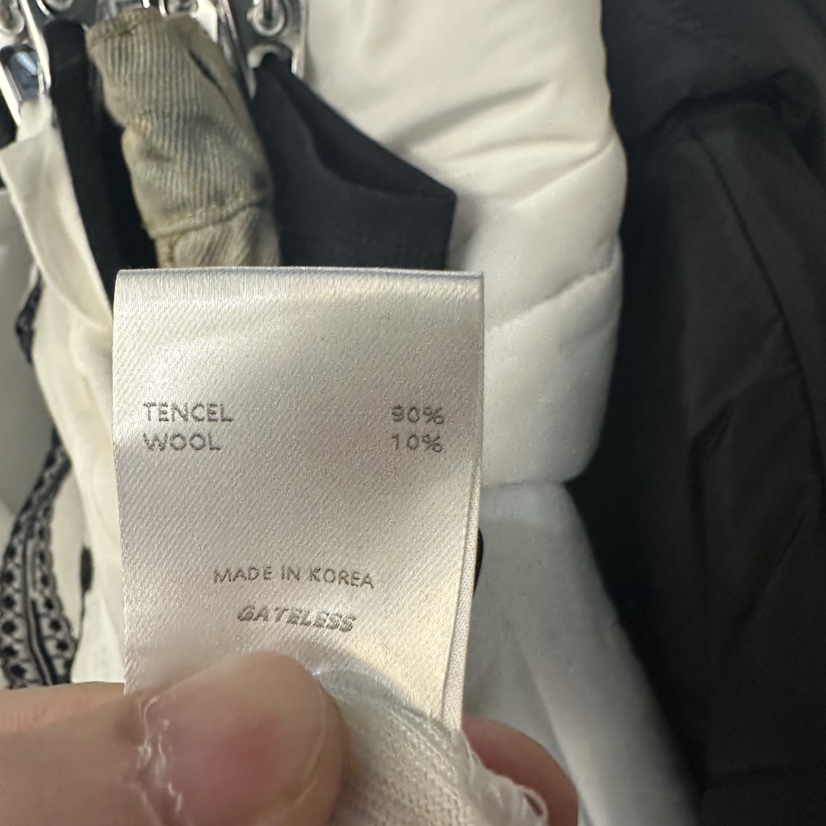 TENCEL 90%
WOOL 10%
MADE IN KOREA
GATELESS